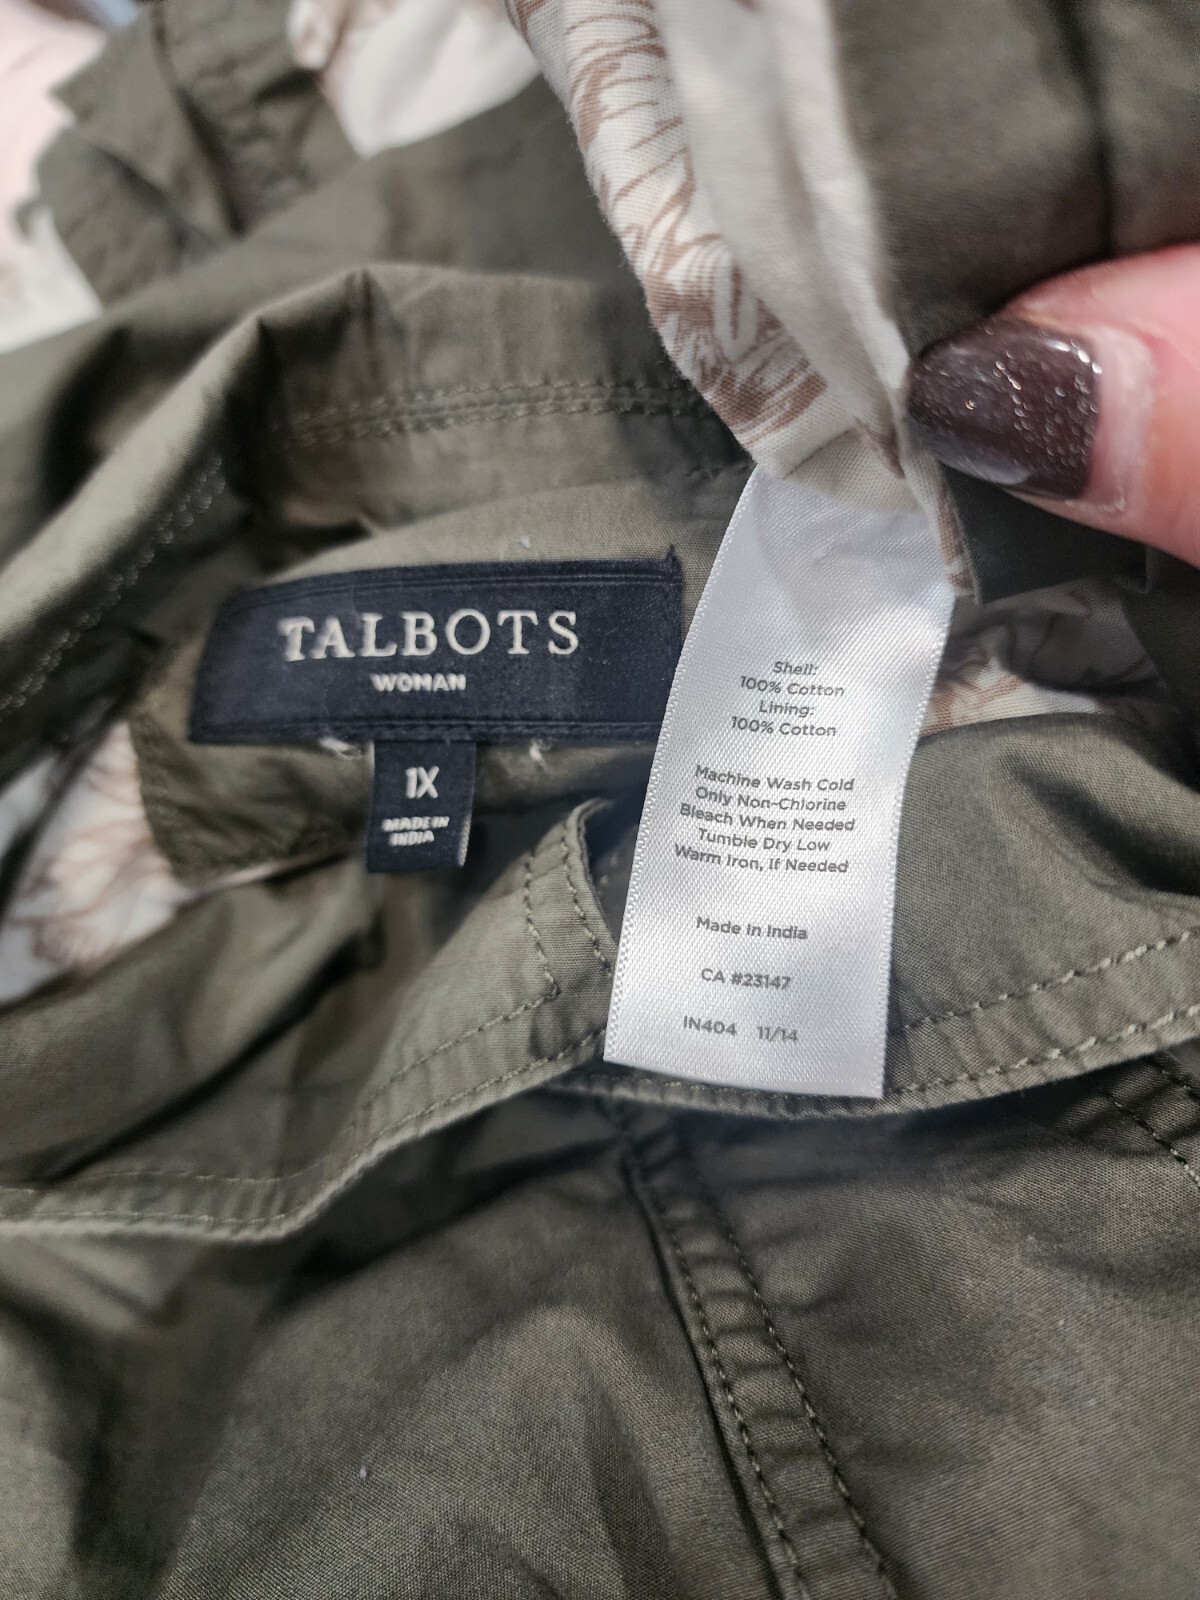 TALBOTS
WOMAN
1X
MADE IN
INDIA
Shell:
100% Cotton
Lining:
100% Cotton
Machine Wash Cold
Only Non-Chlorine
Bleach When Needed
Tumble Dry Low
Warm Iron, If Needed
Made In India
CA #23147
IN404 11/14